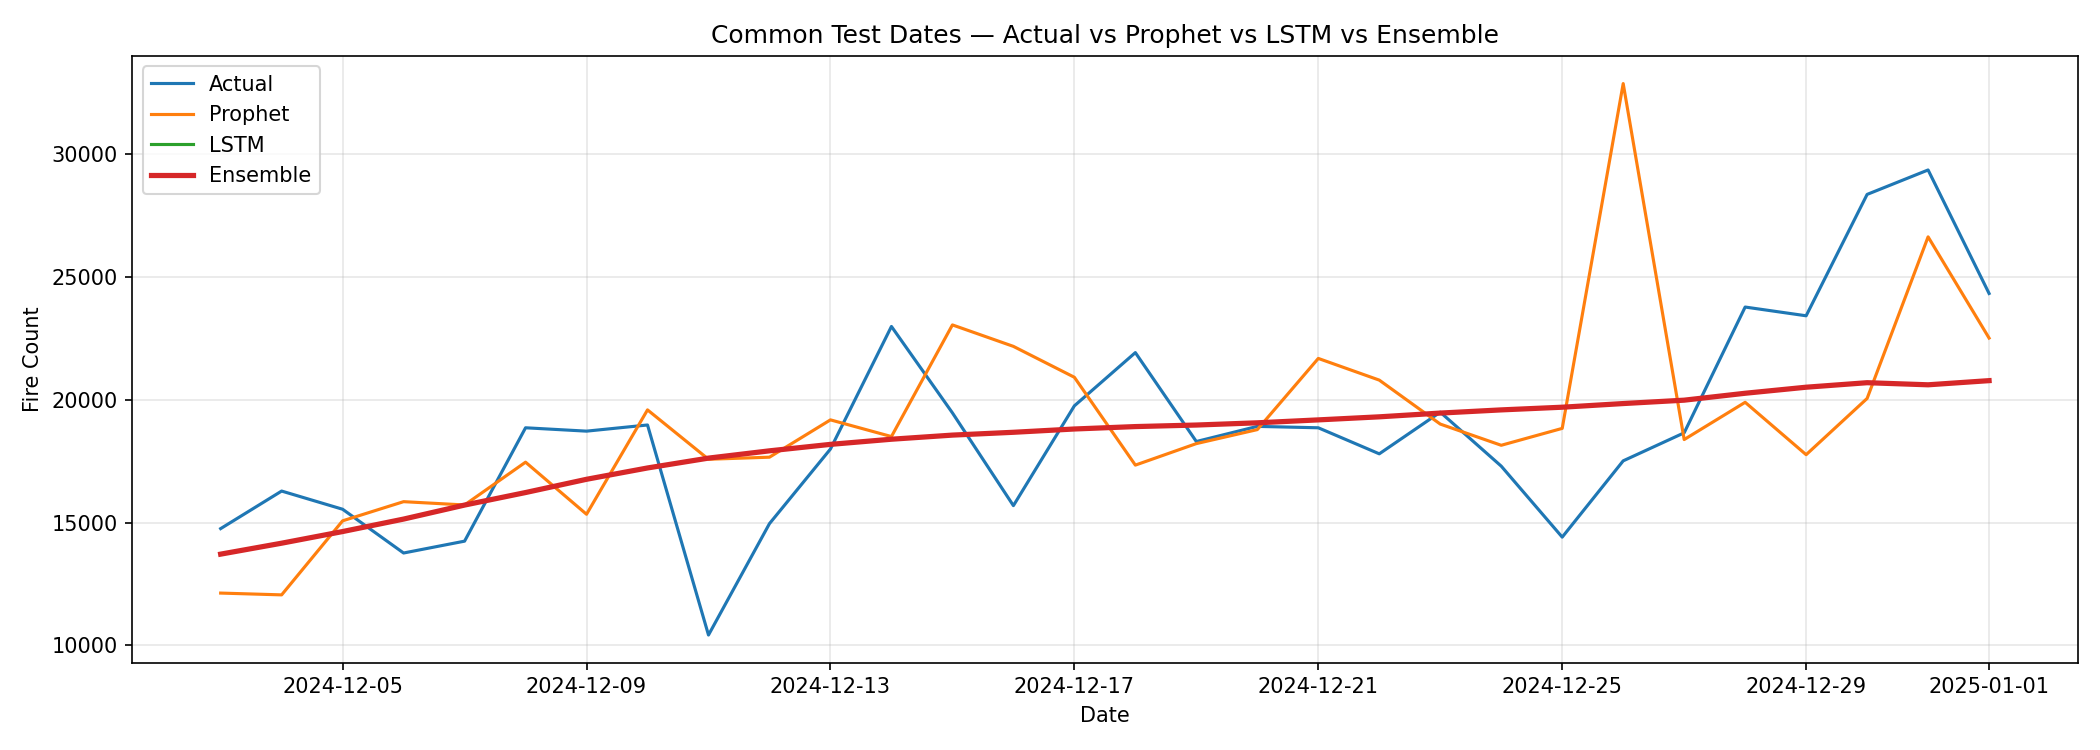 Common Test Dates — Actual vs Prophet vs LSTM vs Ensemble
Actual
Prophet
LSTM
Ensemble
Fire Count
30000
25000
20000
15000
10000
2024-12-05
2024-12-09
2024-12-13
2024-12-17
2024-12-21
2024-12-25
2024-12-29
2025-01-01
Date